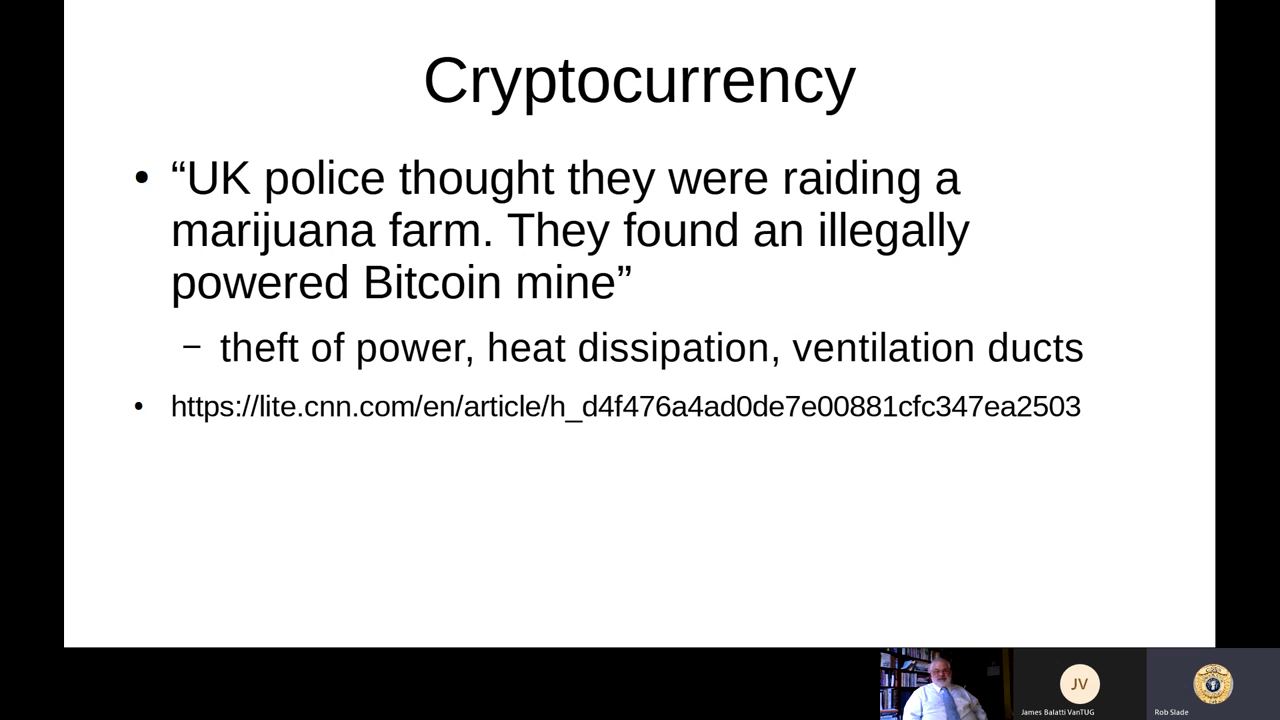 Cryptocurrency
• “UK police thought they were raiding a
marijuana farm. They found an illegally
powered Bitcoin mine”
– theft of power, heat dissipation, ventilation ducts
• https://lite.cnn.com/en/article/h_d4f476a4ad0de7e00881cfc347ea2503
JV
James Balatti VanTUG
Rob Slade